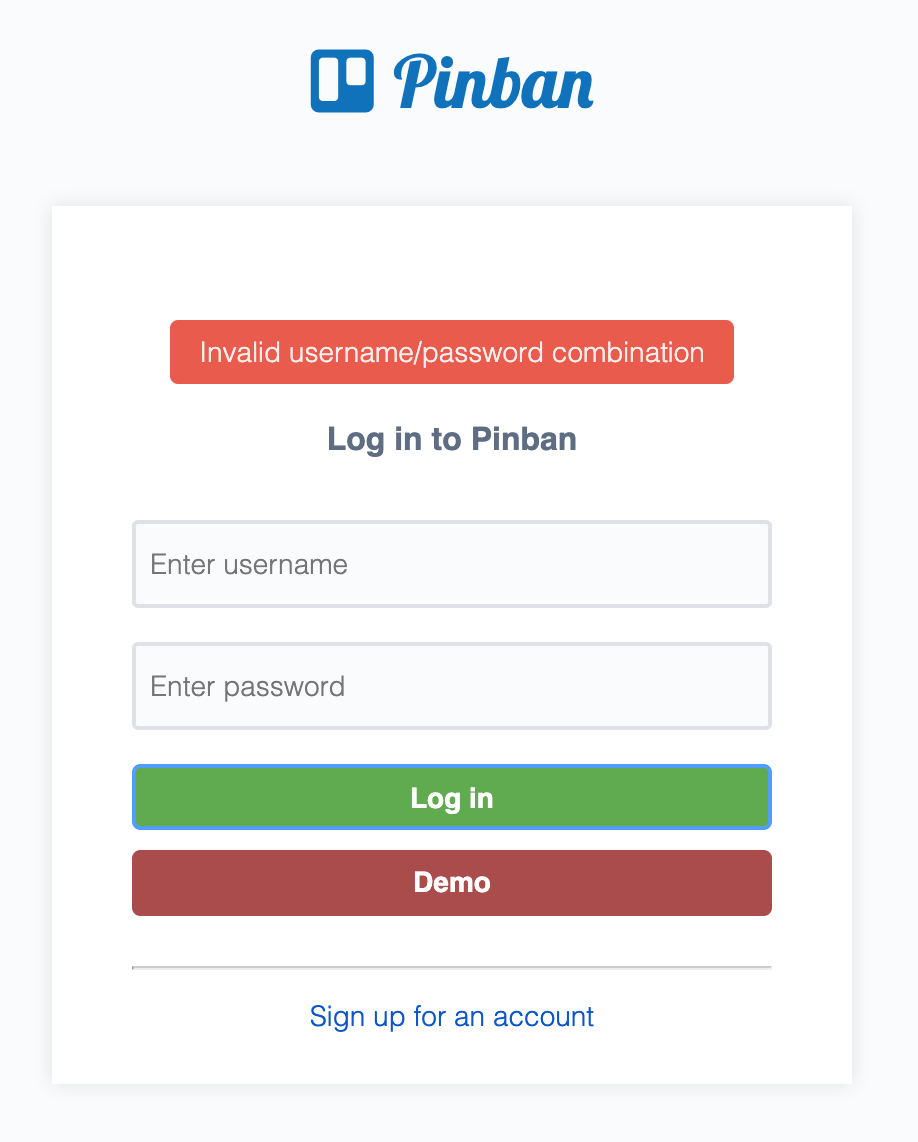 Pinban
Invalid username/password combination
Log in to Pinban
Enter username
Enter password
Log in
Demo
Sign up for an account